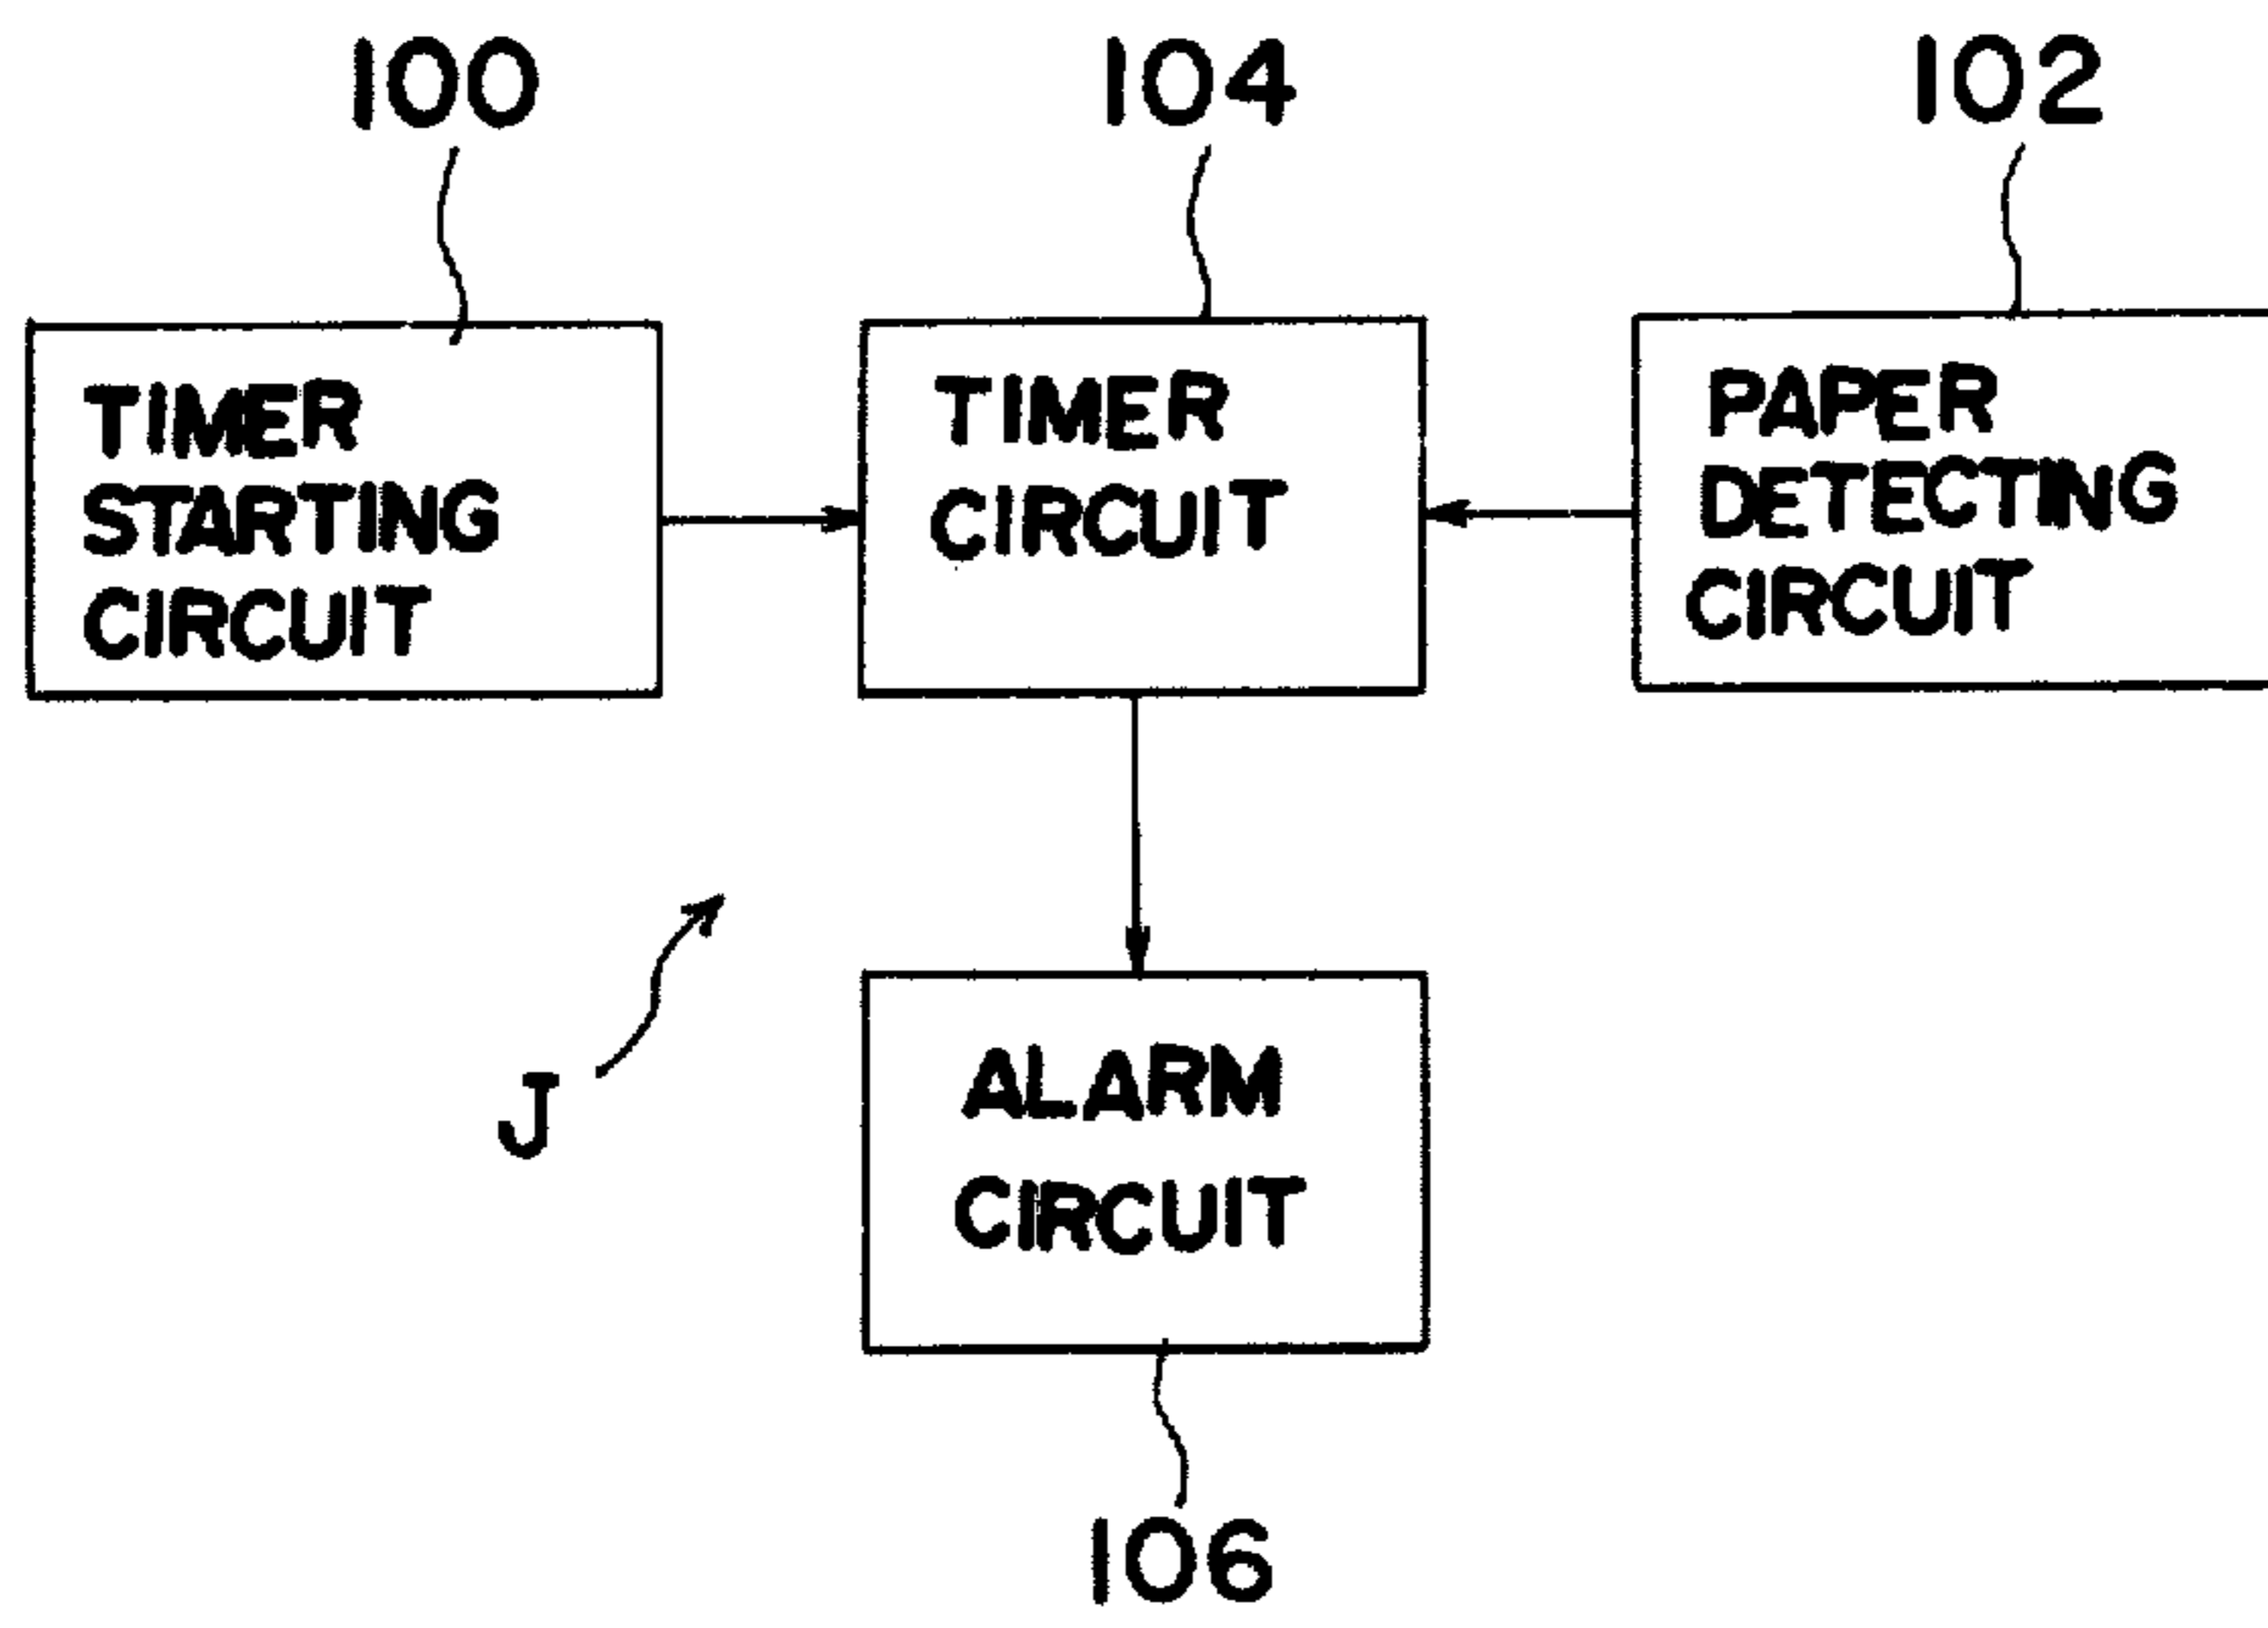 100
104
102
TIMER
STARTING
CIRCUIT
TIMER
CIRCUIT
PAPER
DETECTING
CIRCUIT
J
ALARM
CIRCUIT
106